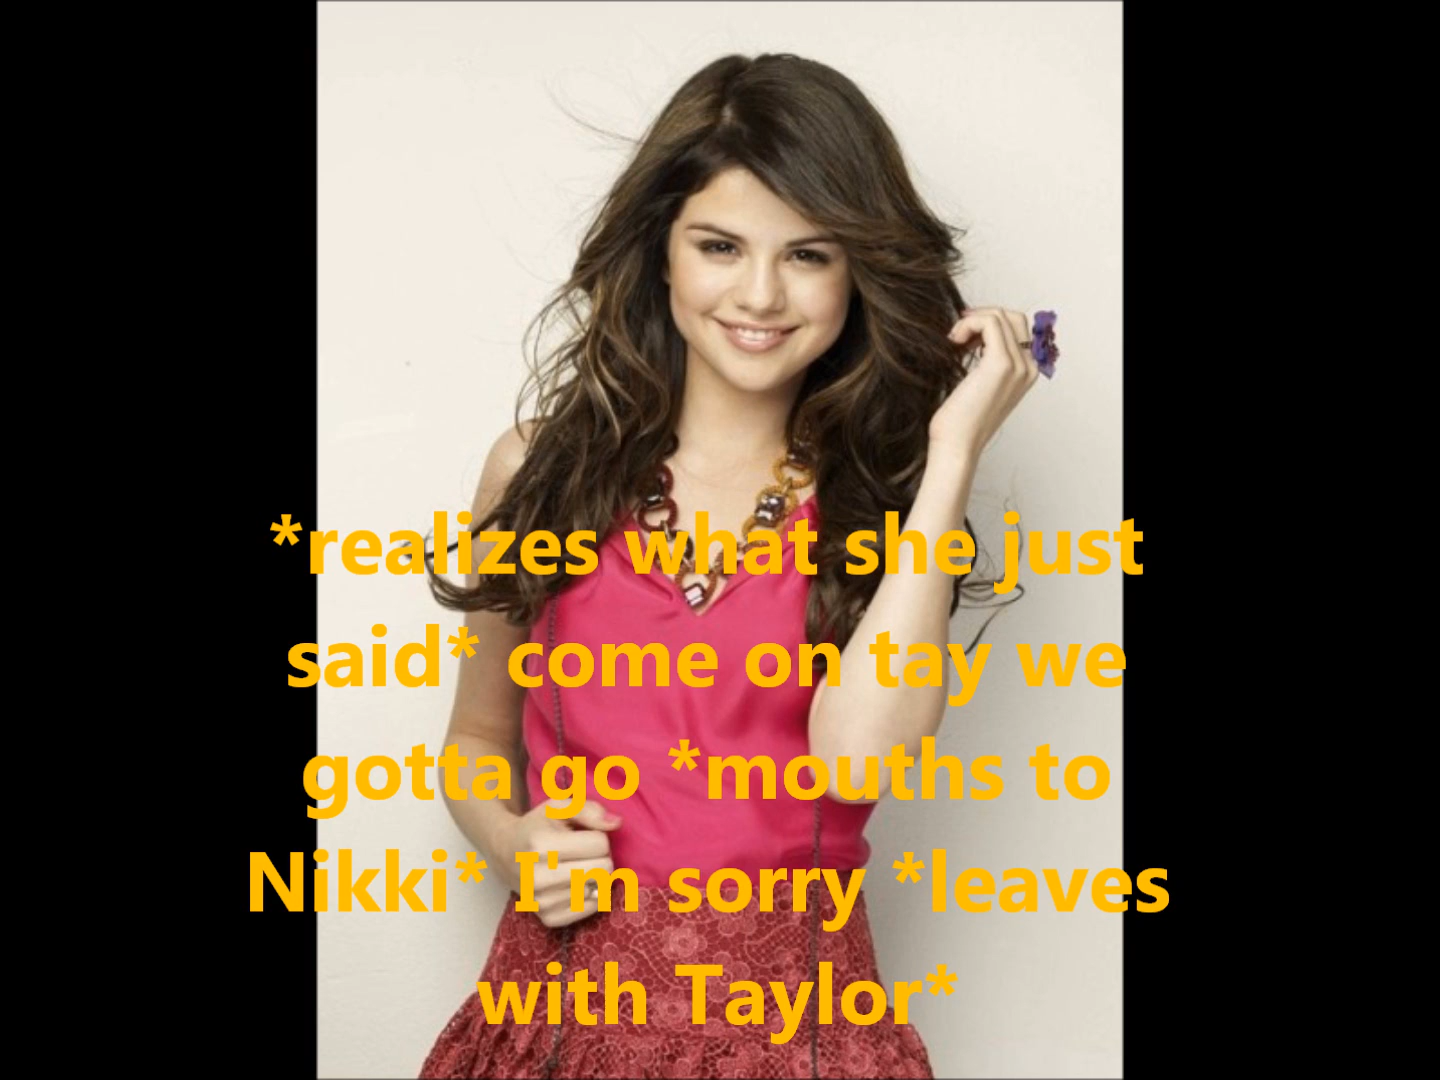 *realizes what she just
said* come on tay we
gotta go *mouths to
Nikki* I'm sorry *leaves
with Taylor*